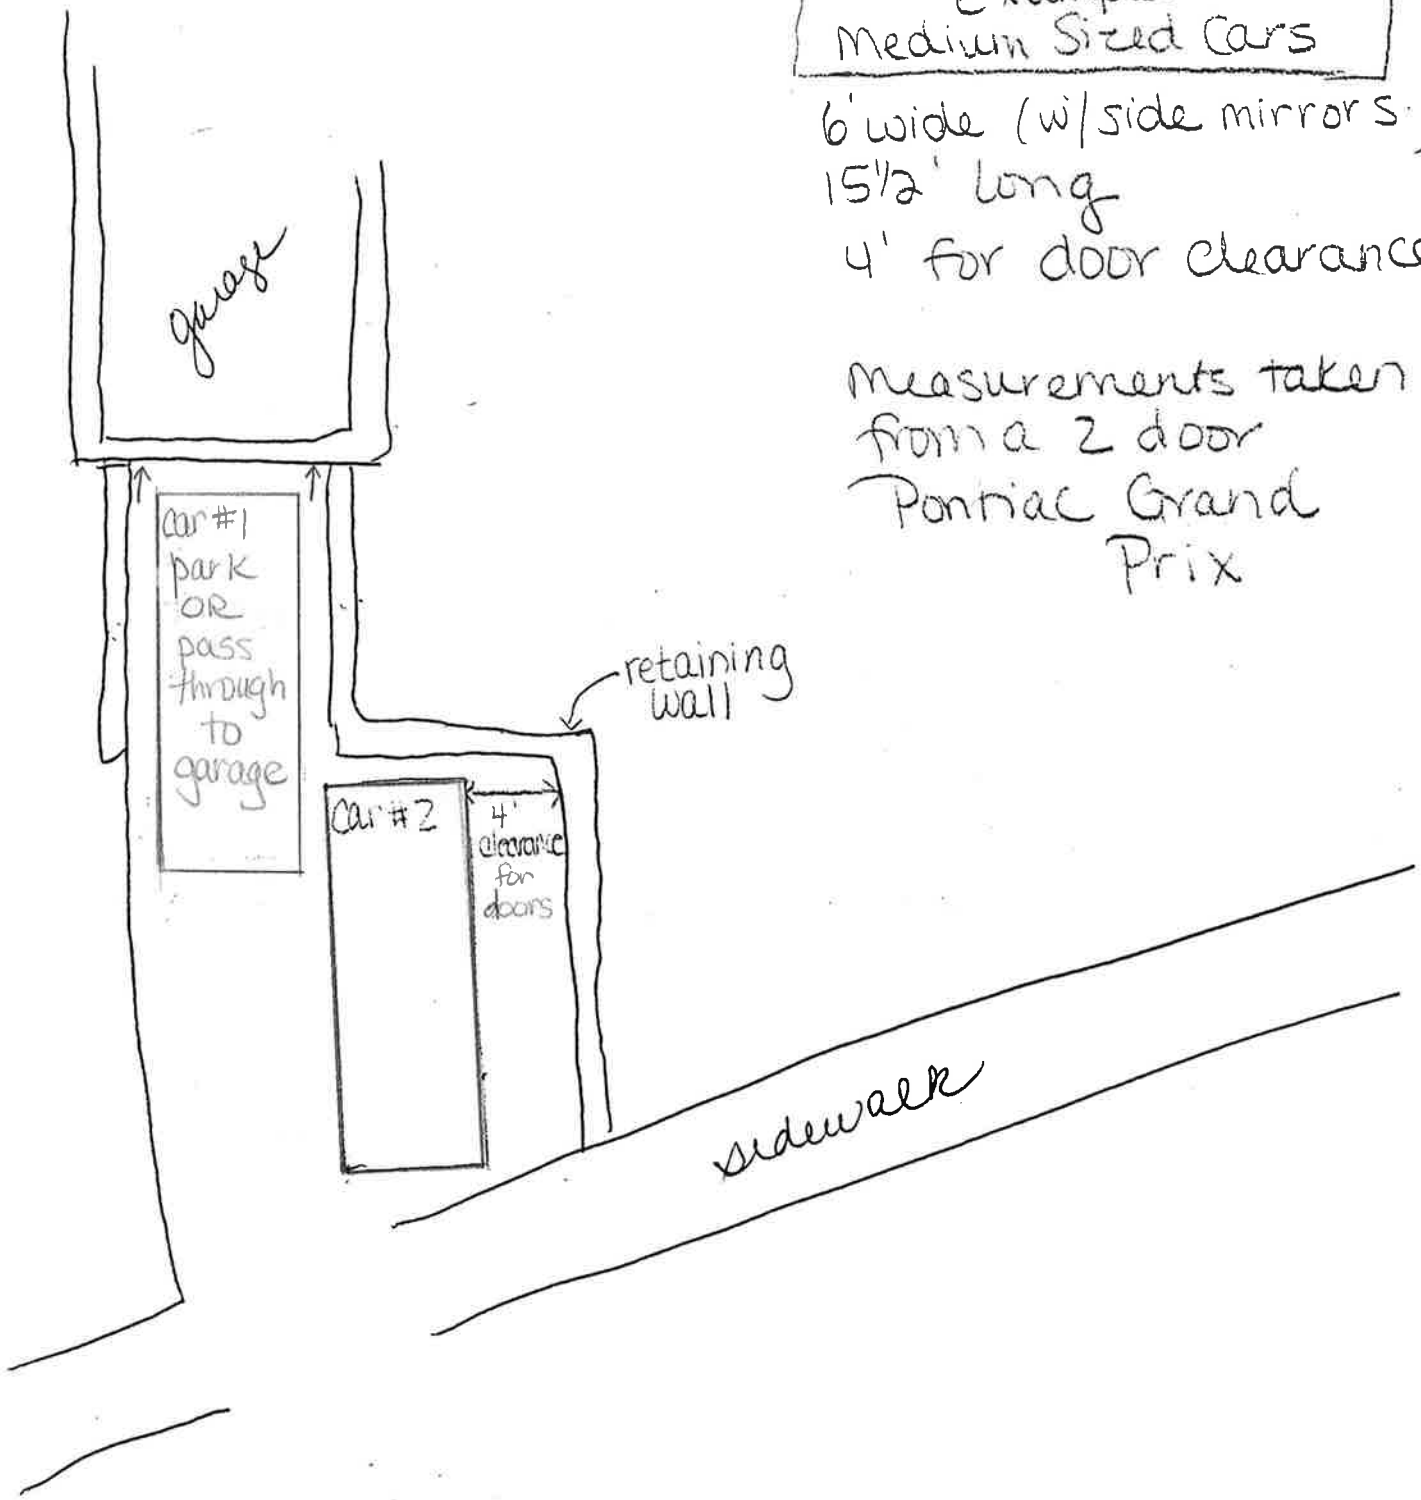 Medium Sized Cars
6' wide (w/side mirrors
15 1/2' long
4' for door clearance
Measurements taken
from a 2 door
Pontiac Grand
Prix
garage
car #1
park
OR
pass
through
to
garage
retaining
wall
car #2
4'
clearance
for
doors
sidewalk